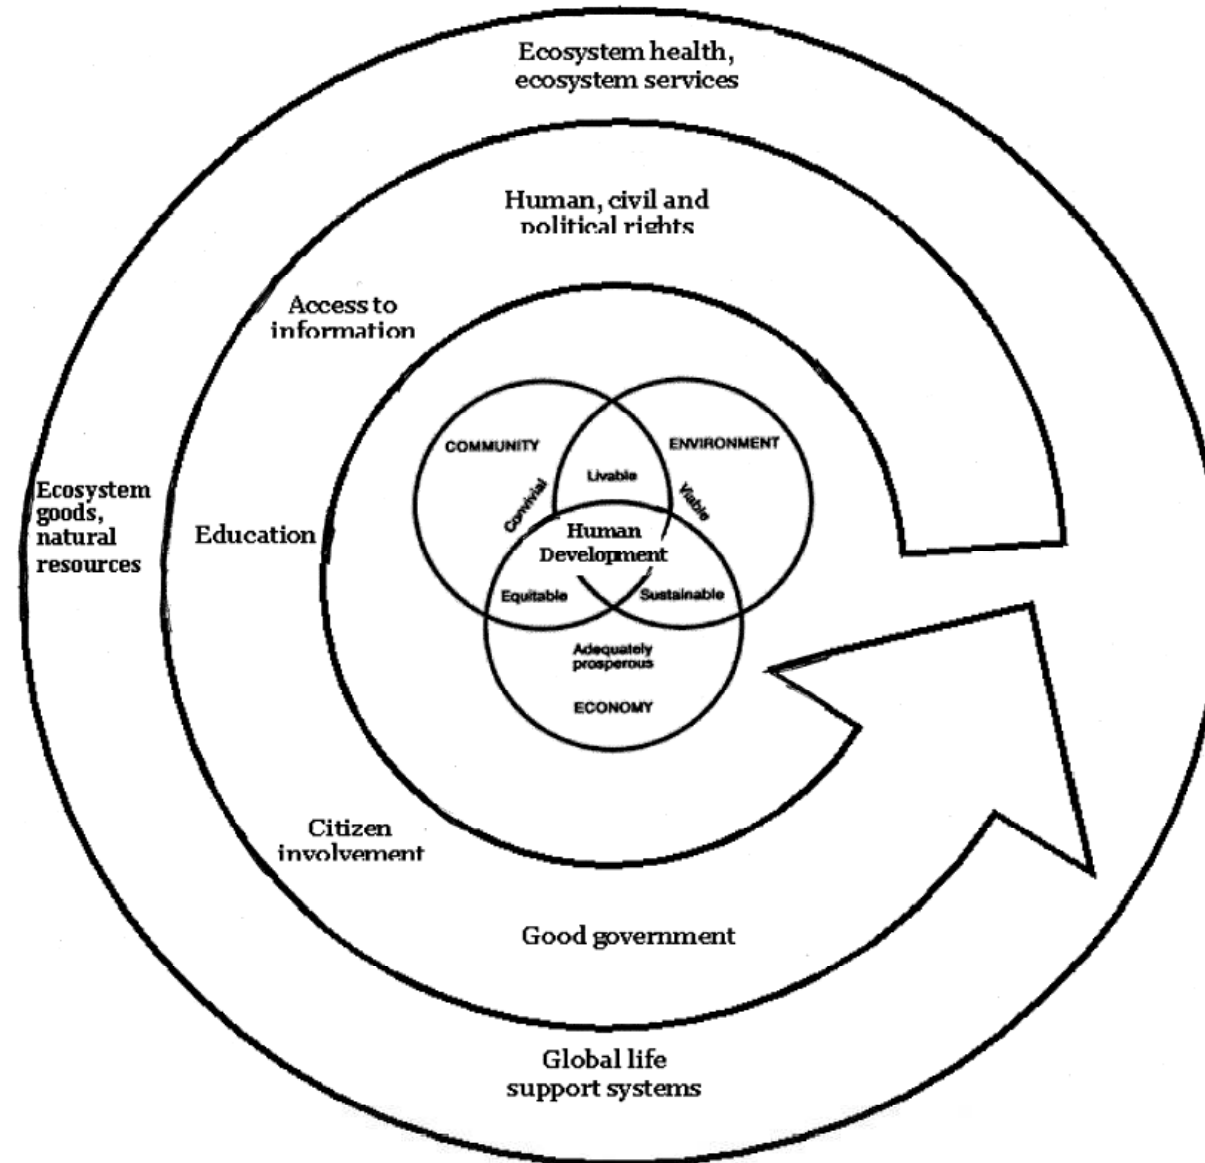 Ecosystem health,
ecosystem services
Human, civil and
political rights
Access to
information
Ecosystem
goods,
natural
resources
Education
COMMUNITY
ENVIRONMENT
Livable
Convivial
Viable
Human
Development
Equitable
Sustainable
Adequately
prosperous
ECONOMY
Citizen
involvement
Good government
Global life
support systems